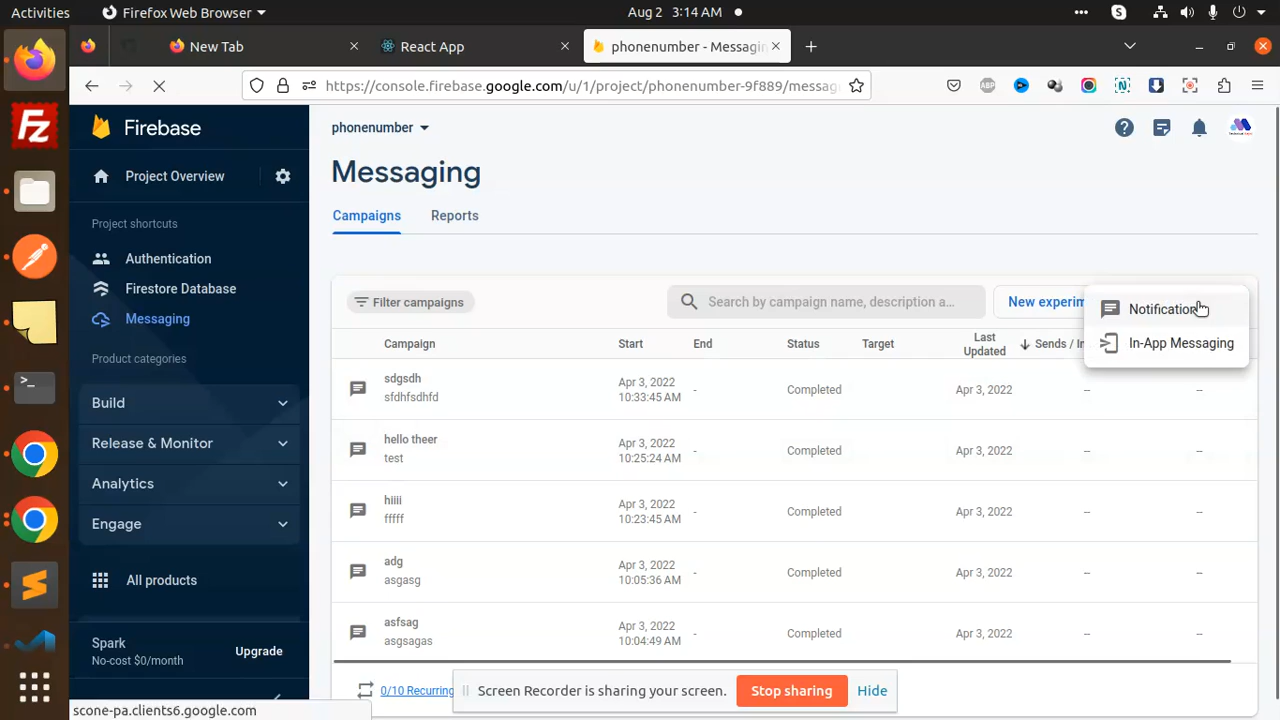 Activities
Firefox Web Browser
Aug 2 3:14 AM
New Tab
React App
phonenumber - Messagin
https://console.firebase.google.com/u/1/project/phonenumber-9f889/messag
Firebase
phonenumber
Project Overview
Messaging
Campaigns
Reports
Project shortcuts
Authentication
Firestore Database
Messaging
Product categories
Build
Release & Monitor
Analytics
Engage
All products
Spark
No-cost $0/month
Upgrade
Filter campaigns
Search by campaign name, description a...
New experim
Notification
In-App Messaging
Campaign Start End Status Target Last Updated Sends / In
sdgsdh
sfdhfsdhfd
Apr 3, 2022
10:33:45 AM
- Completed Apr 3, 2022 -- --
hello theer
test
Apr 3, 2022
10:25:24 AM
- Completed Apr 3, 2022 -- --
hiiii
fffff
Apr 3, 2022
10:23:45 AM
- Completed Apr 3, 2022 -- --
adg
asgasg
Apr 3, 2022
10:05:36 AM
- Completed Apr 3, 2022 -- --
asfsag
asgsagas
Apr 3, 2022
10:04:49 AM
- Completed Apr 3, 2022 -- --
0/10 Recurring
Screen Recorder is sharing your screen.
Stop sharing
Hide
scone-pa.clients6.google.com